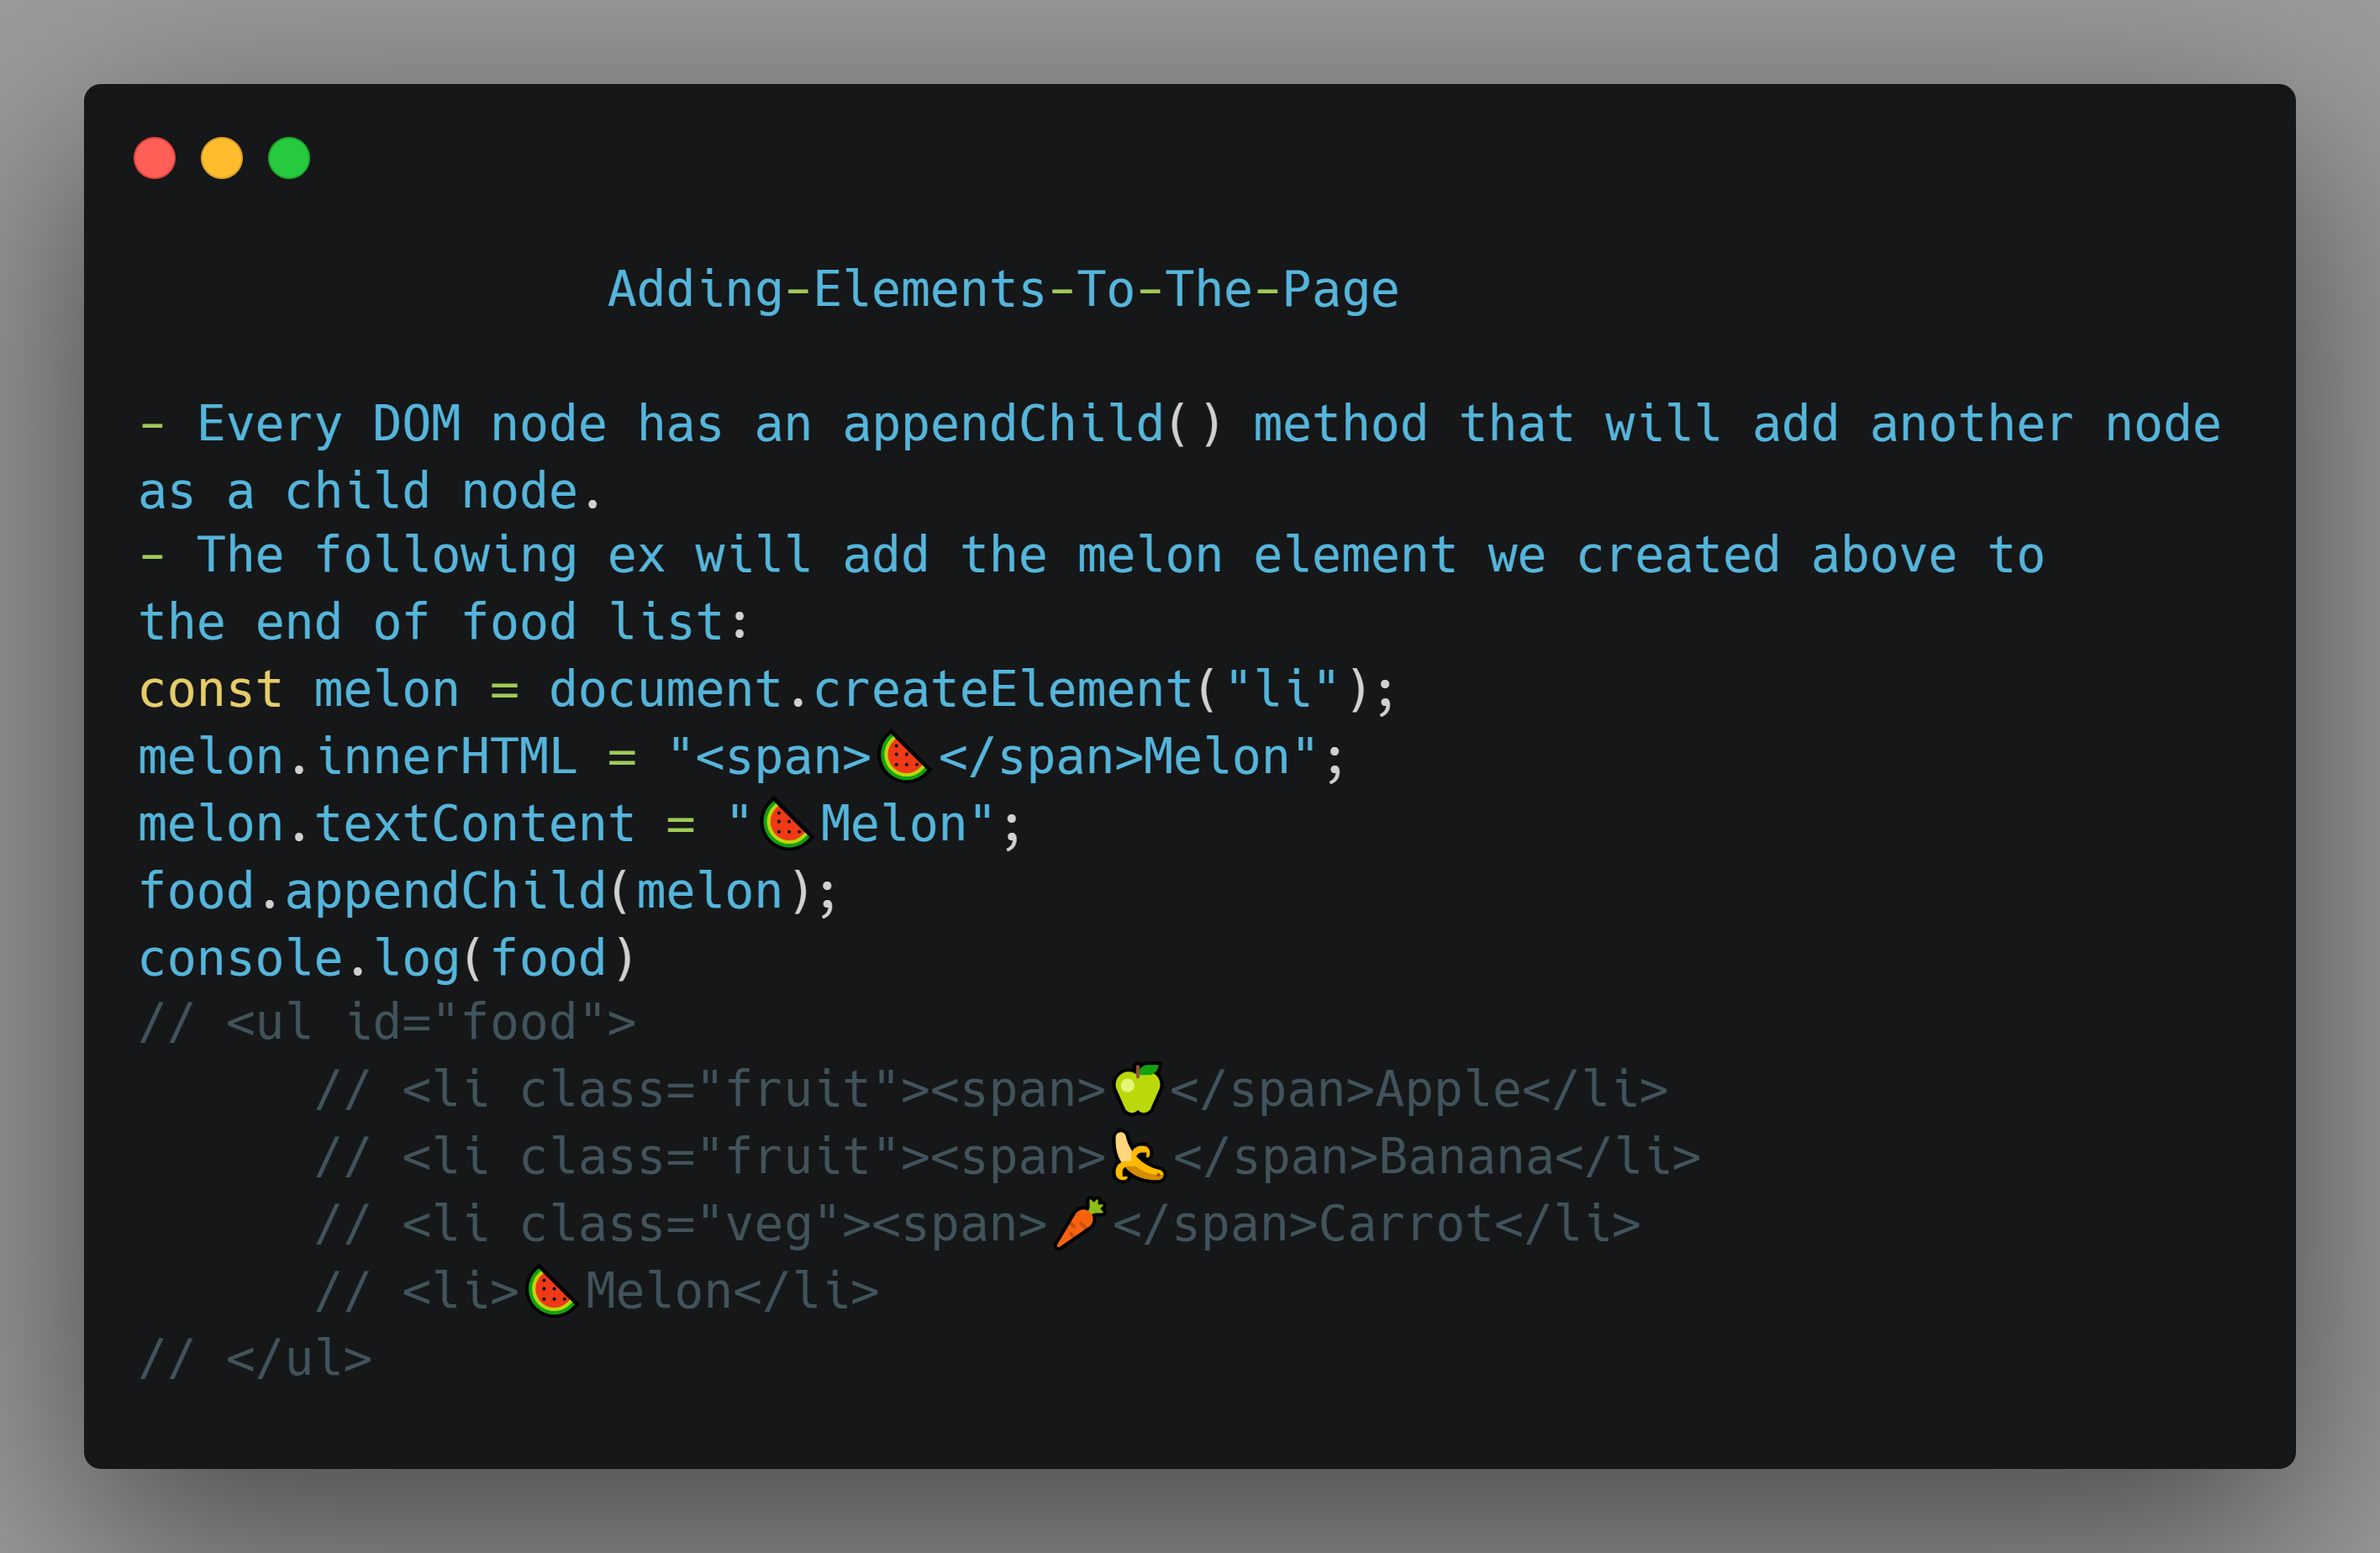 Adding-Elements-To-The-Page
- Every DOM node has an appendChild() method that will add another node
as a child node.
- The following ex will add the melon element we created above to
the end of food list:
const melon = document.createElement("li");
melon.innerHTML = "<span>🍉</span>Melon";
melon.textContent = "🍉Melon";
food.appendChild(melon);
console.log(food)
// <ul id="food">
// <li class="fruit"><span>🍏</span>Apple</li>
// <li class="fruit"><span>🍌</span>Banana</li>
// <li class="veg"><span>🥕</span>Carrot</li>
// <li>🍉Melon</li>
// </ul>